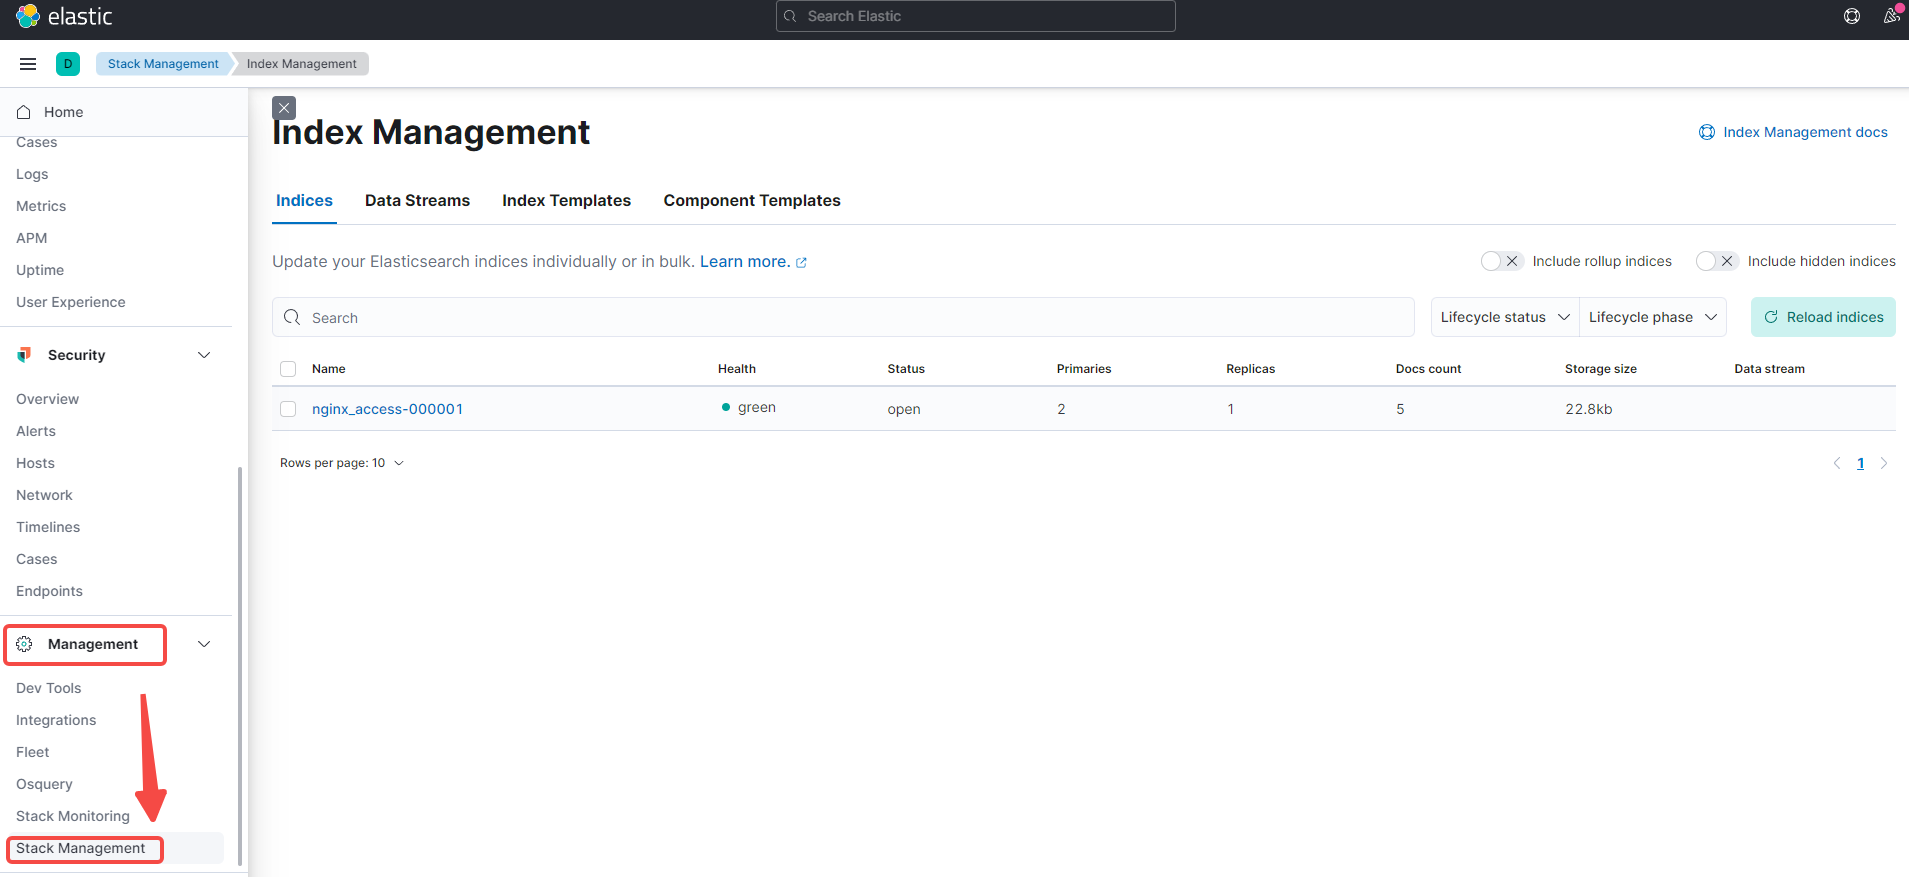 elastic
Search Elastic
D
Stack Management
Index Management
Home
Cases
Logs
Metrics
APM
Uptime
User Experience
Security
Overview
Alerts
Hosts
Network
Timelines
Cases
Endpoints
Management
Dev Tools
Integrations
Fleet
Osquery
Stack Monitoring
Stack Management
Index Management
Index Management docs
Indices Data Streams Index Templates Component Templates
Update your Elasticsearch indices individually or in bulk. Learn more.
Include rollup indices
Include hidden indices
Search
Lifecycle status
Lifecycle phase
Reload indices
Name Health Status Primaries Replicas Docs count Storage size Data stream
nginx_access-000001 green open 2 1 5 22.8kb
Rows per page: 10
1